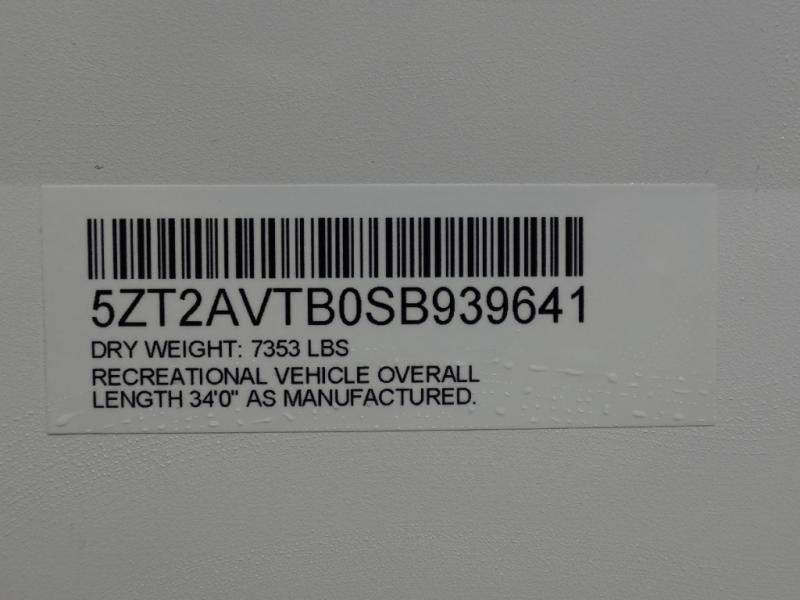 5ZT2AVTB0SB939641
DRY WEIGHT: 7353 LBS
RECREATIONAL VEHICLE OVERALL
LENGTH 34'0" AS MANUFACTURED.